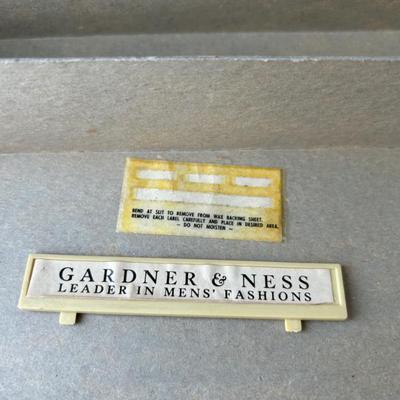 BEND AT SLIT TO REMOVE FROM WAX BACKING SHEET.
REMOVE EACH LABEL CAREFULLY AND PLACE IN DESIRED AREA.
— DO NOT MOISTEN —
GARDNER & NESS
LEADER IN MENS' FASHIONS